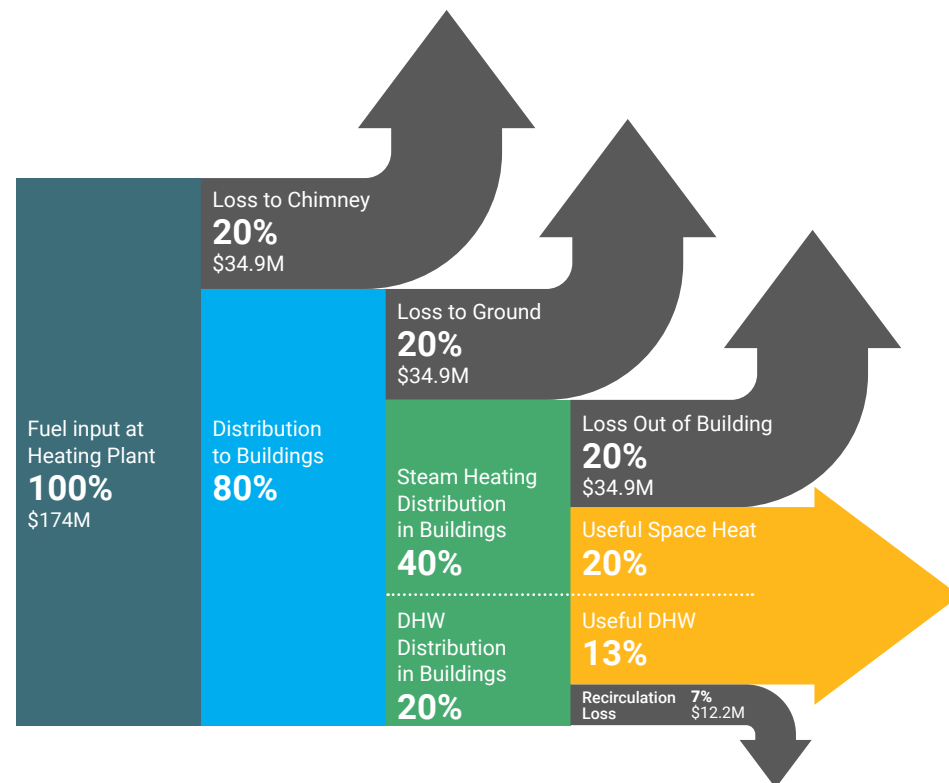 Loss to Chimney
20%
$34.9M
Loss to Ground
20%
$34.9M
Fuel input at
Heating Plant
100%
$174M
Distribution
to Buildings
80%
Steam Heating
Distribution
in Buildings
40%
DHW
Distribution
in Buildings
20%
Loss Out of Building
20%
$34.9M
Useful Space Heat
20%
Useful DHW
13%
Recirculation 7%
Loss $12.2M